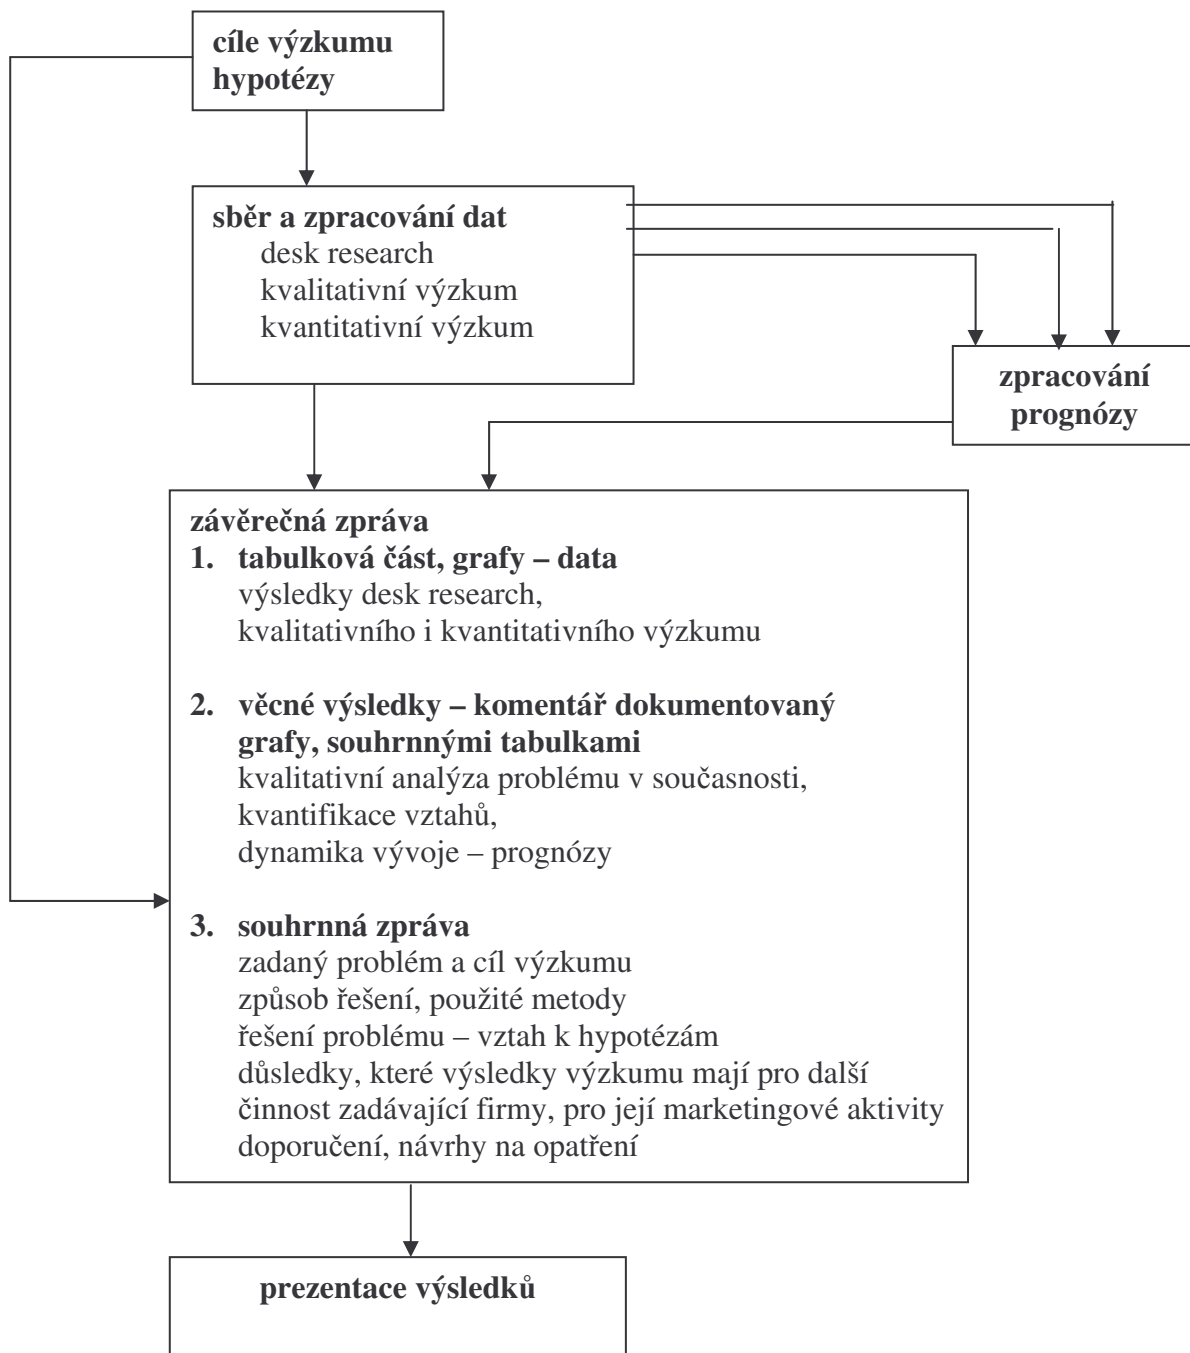 cíle výzkumu
hypotézy
sběr a zpracování dat
desk research
kvalitativní výzkum
kvantitativní výzkum
zpracování
prognózy
závěrečná zpráva
1. tabulková část, grafy – data
výsledky desk research,
kvalitativního i kvantitativního výzkumu
2. věcné výsledky – komentář dokumentovaný
grafy, souhrnnými tabulkami
kvalitativní analýza problému v současnosti,
kvantifikace vztahů,
dynamika vývoje – prognózy
3. souhrnná zpráva
zadaný problém a cíl výzkumu
způsob řešení, použité metody
řešení problému – vztah k hypotézám
důsledky, které výsledky výzkumu mají pro další
činnost zadávající firmy, pro její marketingové aktivity
doporučení, návrhy na opatření
prezentace výsledků